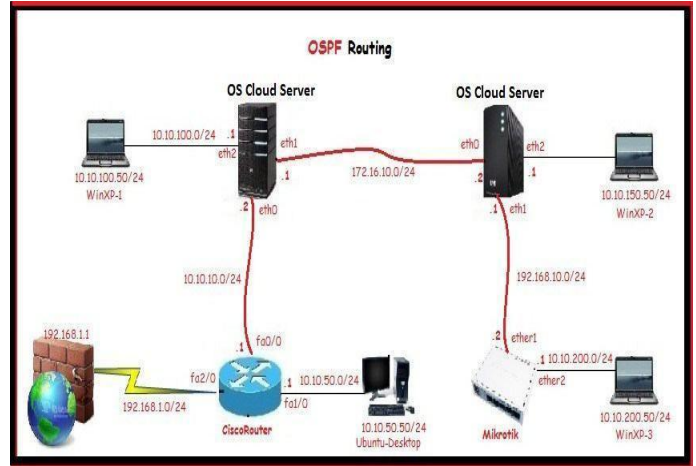 OSPF Routing
OS Cloud Server
OS Cloud Server
10.10.100.0/24
.1
eth2
eth1
.1
172.16.10.0/24
eth0
.2
eth2
.1
10.10.100.50/24
WinXP-1
10.10.150.50/24
WinXP-2
.2
eth0
.1
eth1
10.10.10.0/24
192.168.10.0/24
192.168.1.1
.1
fa0/0
.2
ether1
fa2/0
192.168.1.0/24
.1
10.10.50.0/24
fa1/0
.1
10.10.200.0/24
ether2
CiscoRouter
10.10.50.50/24
Ubuntu-Desktop
Mikrotik
10.10.200.50/24
WinXP-3